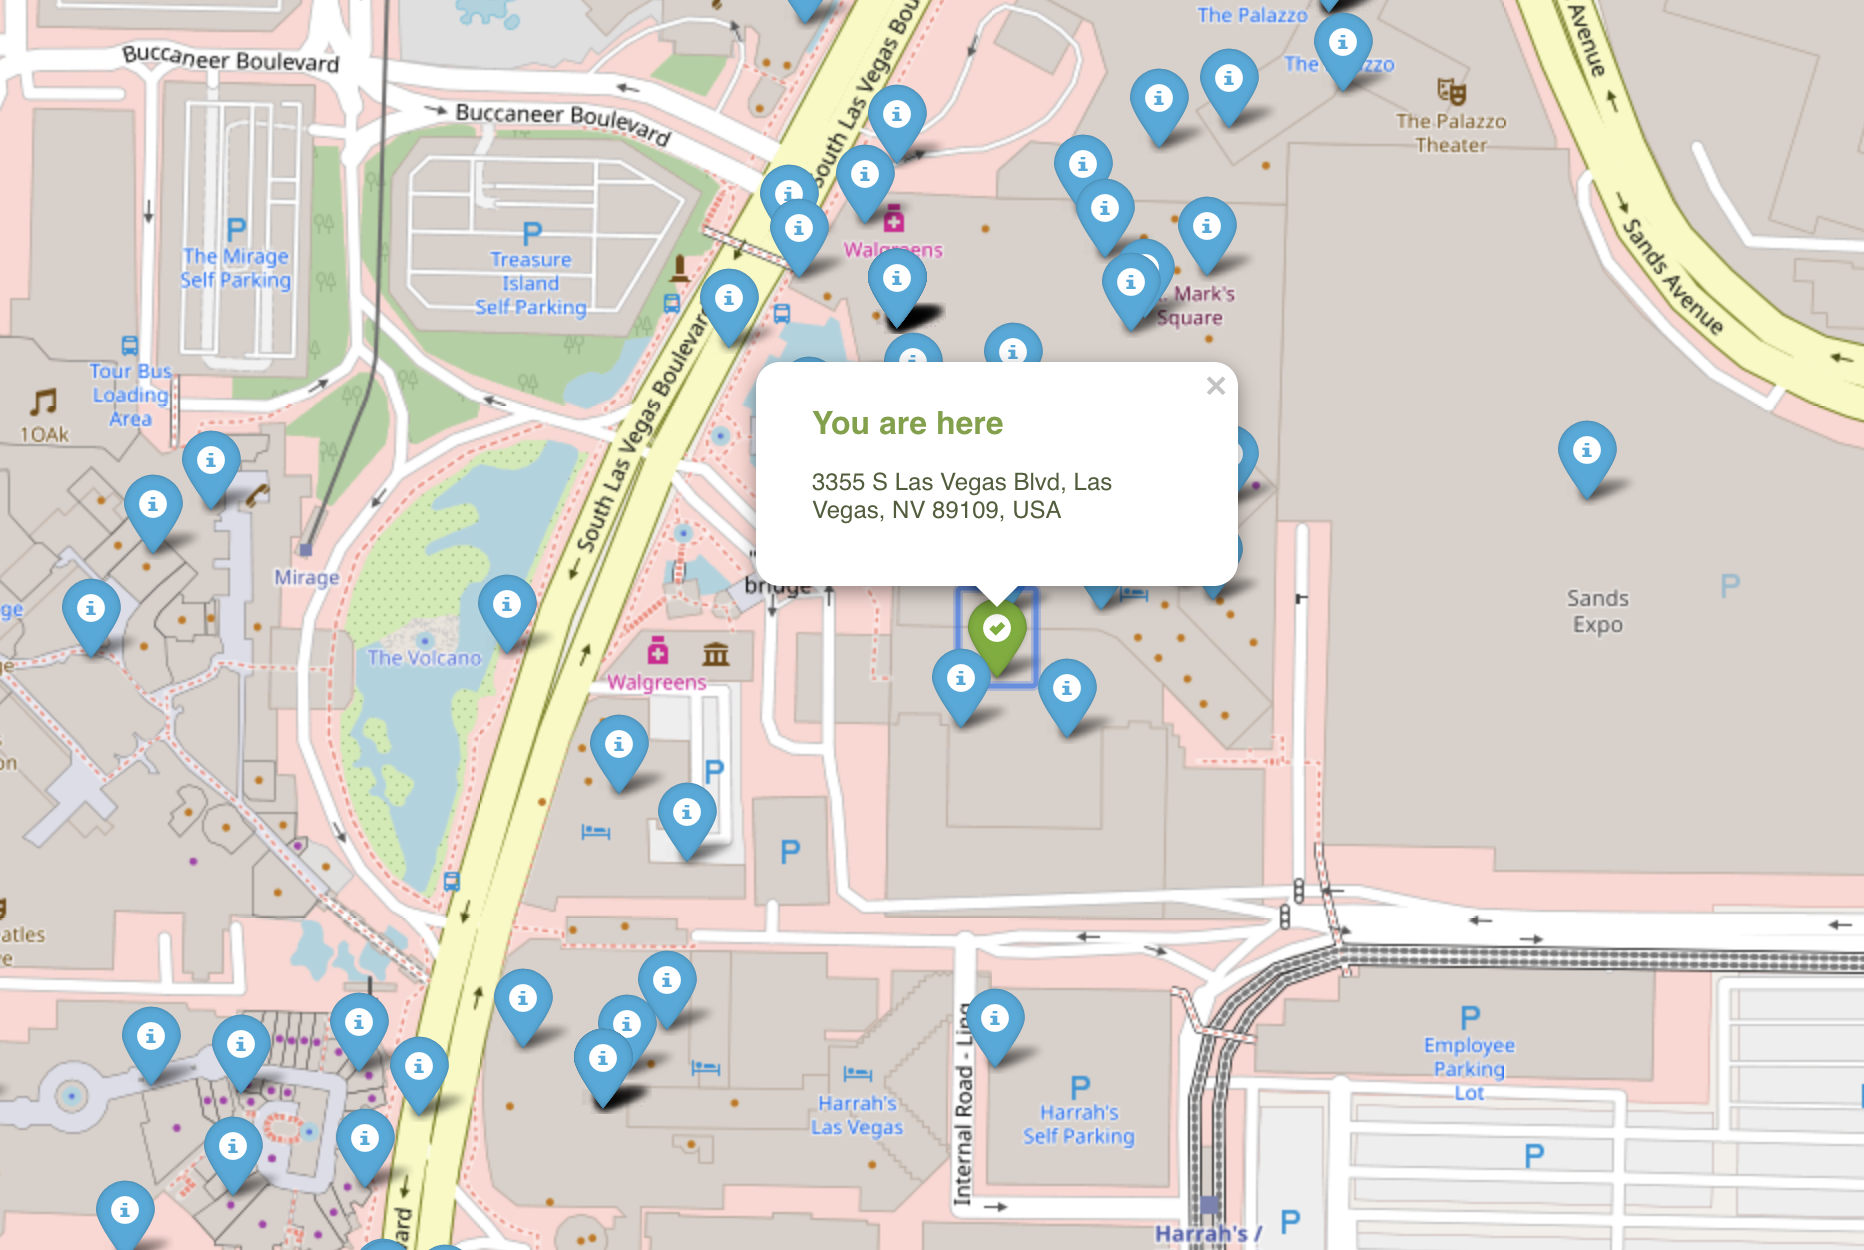 The Palazzo
The Palazzo
Avenue
Buccaneer Boulevard
Buccaneer Boulevard
South Las Vegas Bou
The Palazzo
Theater
P
The Mirage
Self Parking
P
Treasure
Island
Self Parking
Walgreens
Mark's
Square
Sands Avenue
Tour Bus
Loading
Area
1OAk
South Las Vegas Boulevard
×
You are here
3355 S Las Vegas Blvd, Las
Vegas, NV 89109, USA
Mirage
bridge
P
Sands
Expo
ge
The Volcano
Walgreens
P
P
on
atles
ve
Internal Road - Linq
P
Harrah's
Self Parking
Harrah's
Las Vegas
P
Employee
Parking
Lot
P
P
Harrah's /
ard